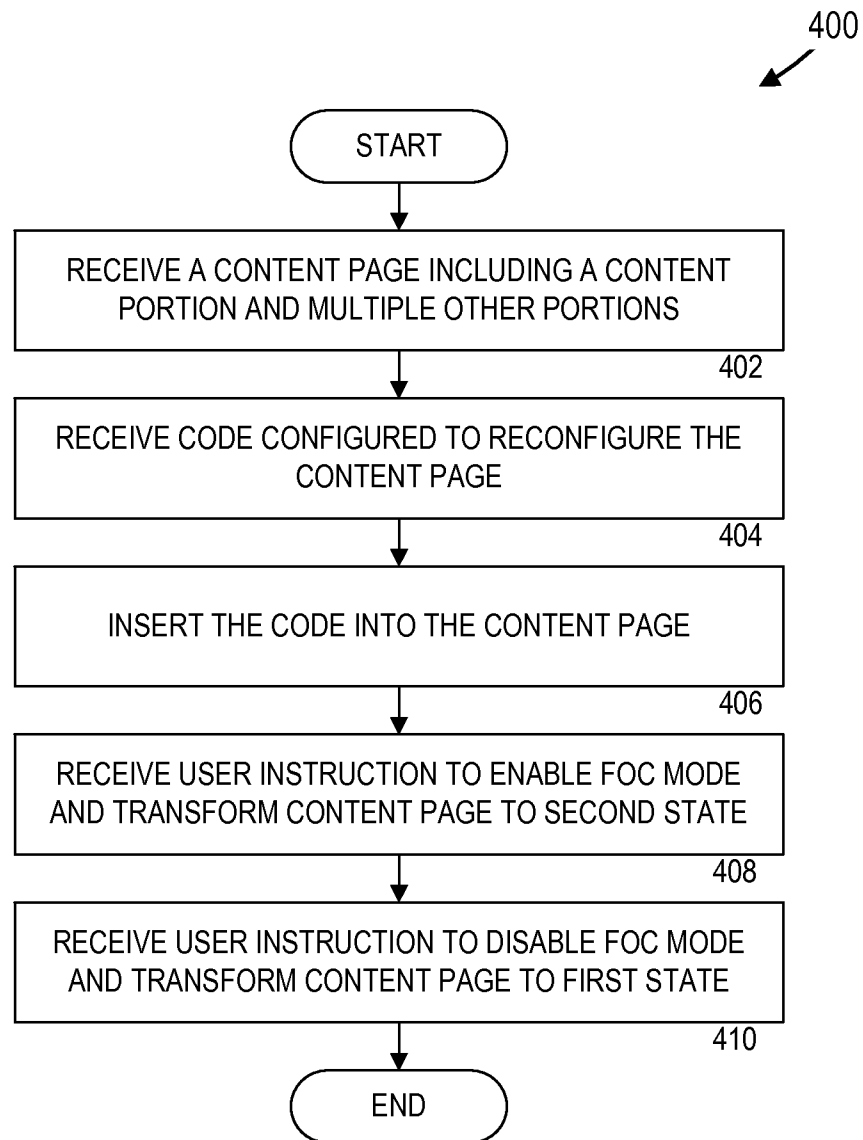 400
START
RECEIVE A CONTENT PAGE INCLUDING A CONTENT
PORTION AND MULTIPLE OTHER PORTIONS
402
RECEIVE CODE CONFIGURED TO RECONFIGURE THE
CONTENT PAGE
404
INSERT THE CODE INTO THE CONTENT PAGE
406
RECEIVE USER INSTRUCTION TO ENABLE FOC MODE
AND TRANSFORM CONTENT PAGE TO SECOND STATE
408
RECEIVE USER INSTRUCTION TO DISABLE FOC MODE
AND TRANSFORM CONTENT PAGE TO FIRST STATE
410
END